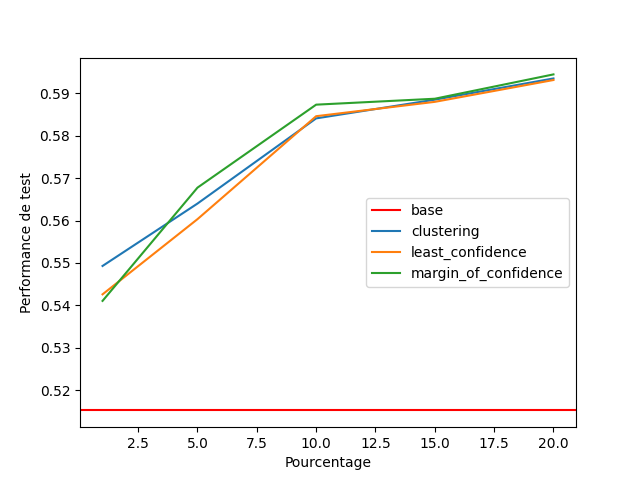 0.59
0.58
0.57
0.56
0.55
0.54
0.53
0.52
Performance de test
base
clustering
least_confidence
margin_of_confidence
2.5 5.0 7.5 10.0 12.5 15.0 17.5 20.0
Pourcentage